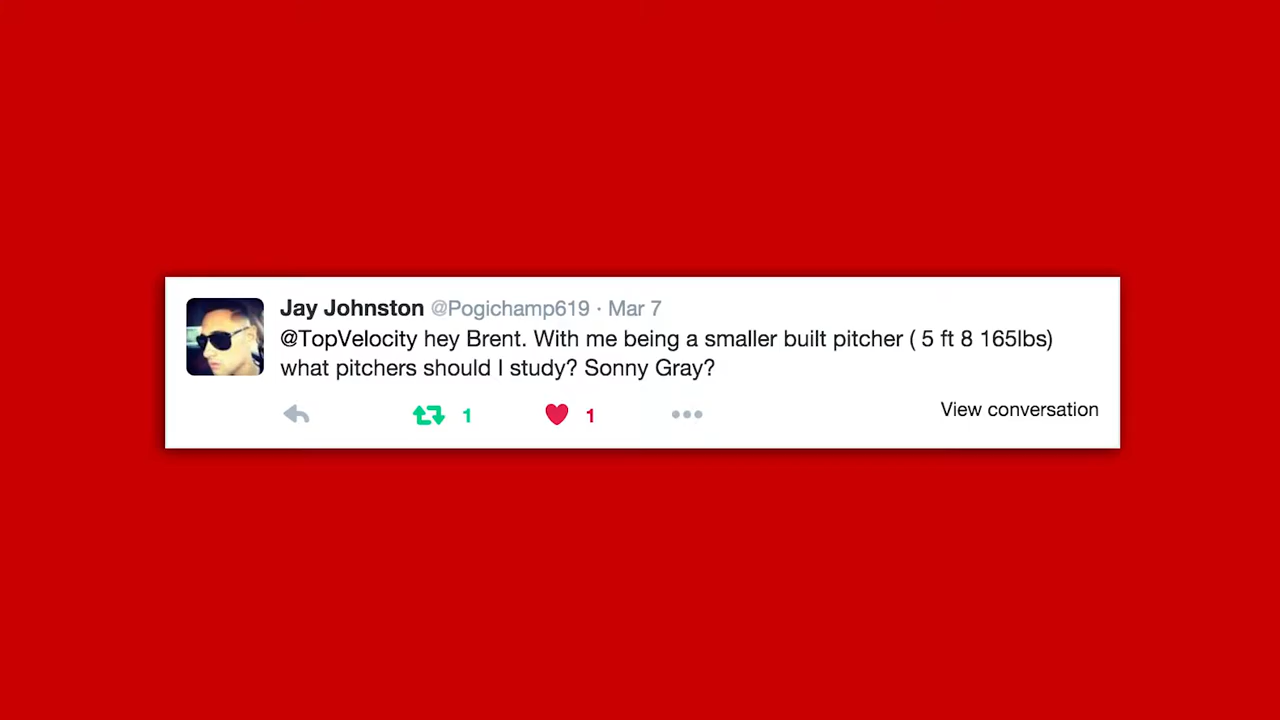 Jay Johnston @Pogichamp619 · Mar 7
@TopVelocity hey Brent. With me being a smaller built pitcher ( 5 ft 8 165lbs)
what pitchers should I study? Sonny Gray?
1 1 View conversation